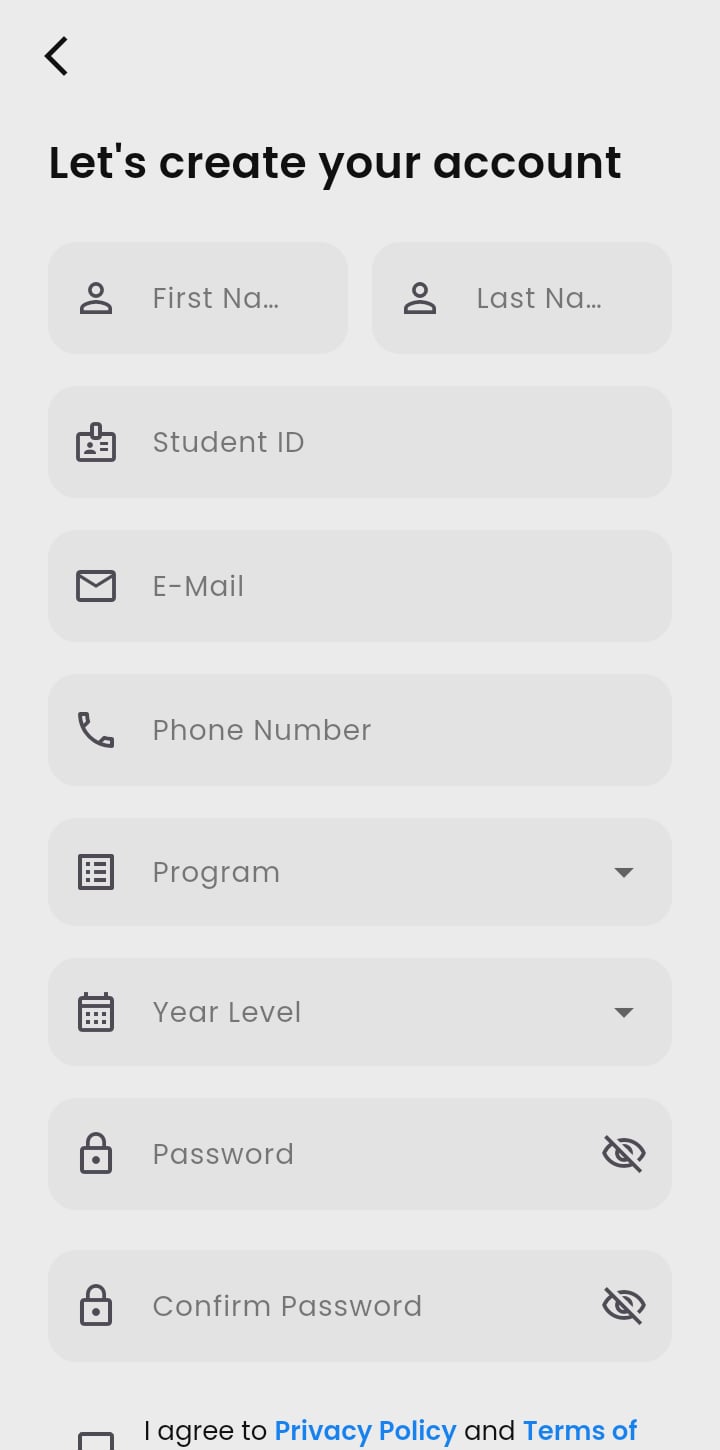 Let's create your account
First Na...
Last Na...
Student ID
E-Mail
Phone Number
Program
Year Level
Password
Confirm Password
I agree to Privacy Policy and Terms of